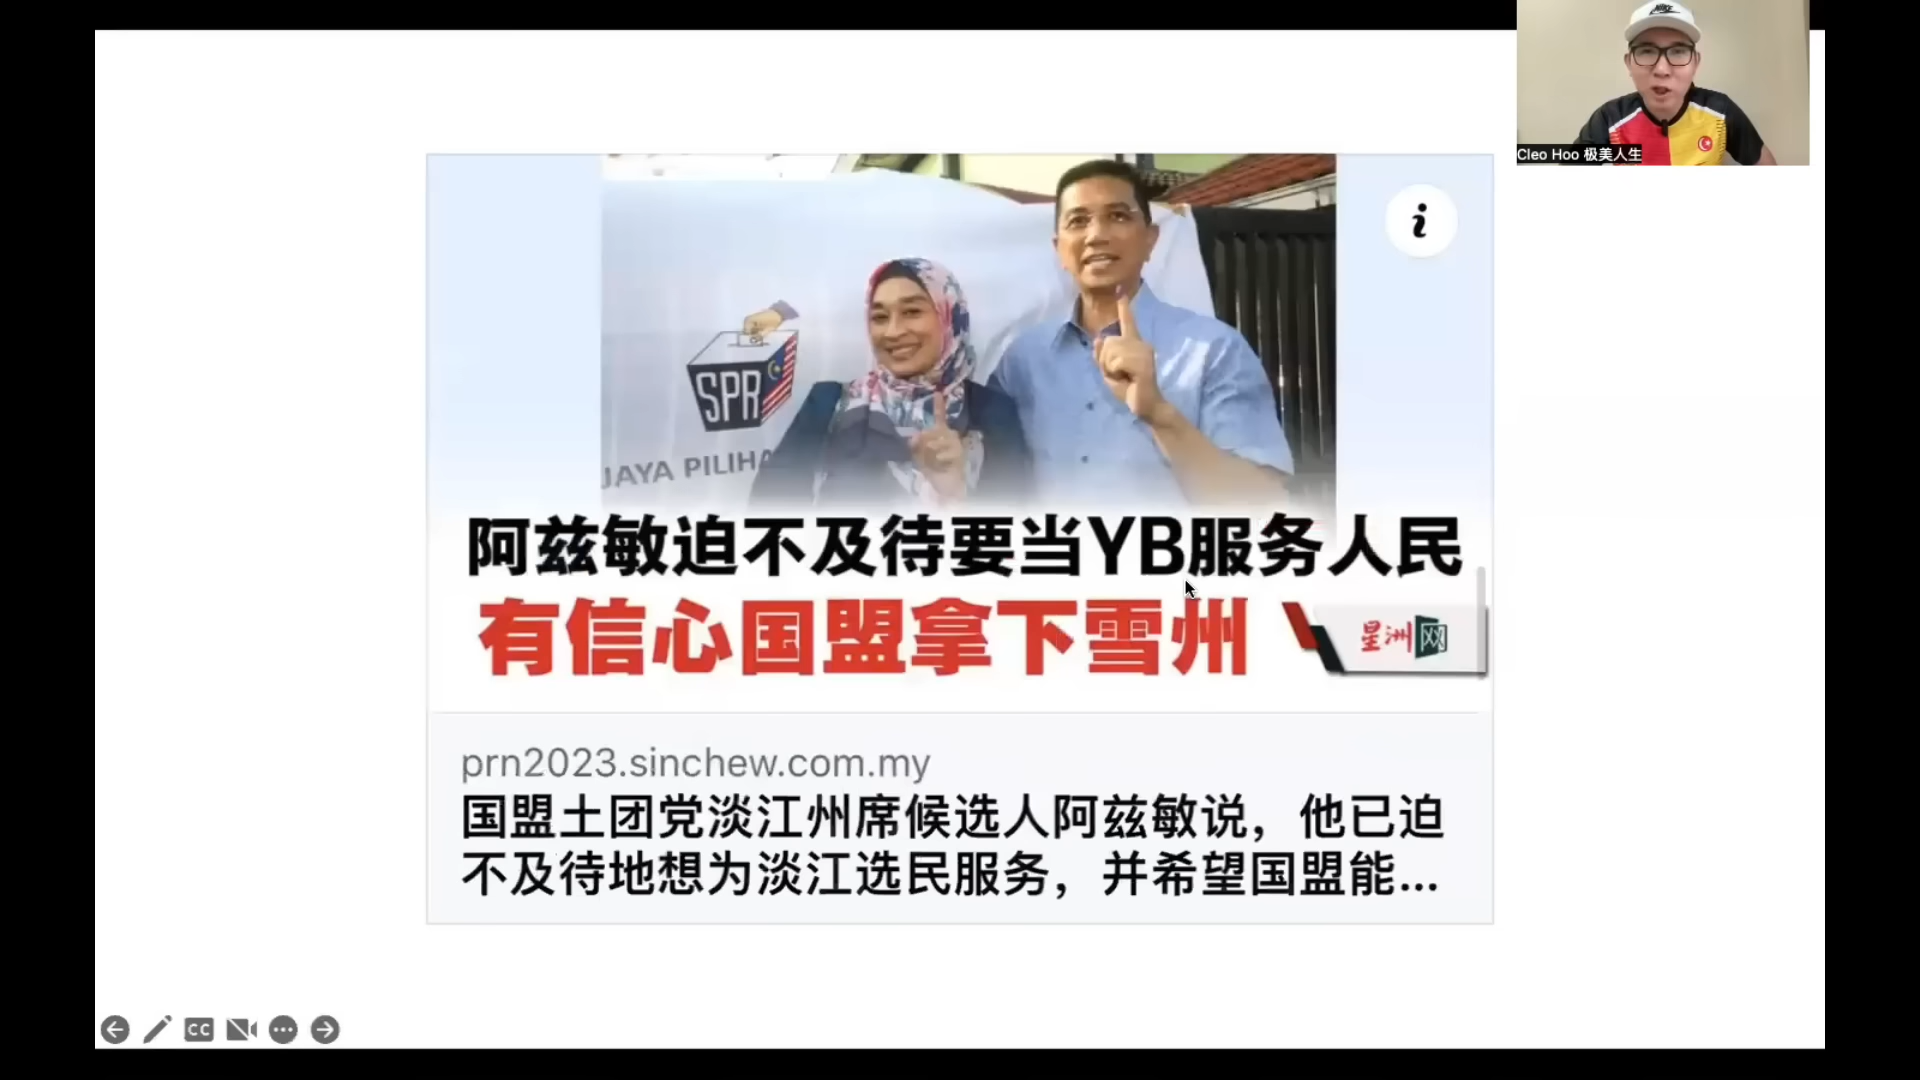 Cleo Hoo 极美人生
SPR
JAYA PILIHA
阿兹敏迫不及待要当YB服务人民
有信心国盟拿下雪州
星洲网
prn2023.sinchew.com.my
国盟土团党淡江州席候选人阿兹敏说，他已迫
不及待地想为淡江选民服务，并希望国盟能...
CC